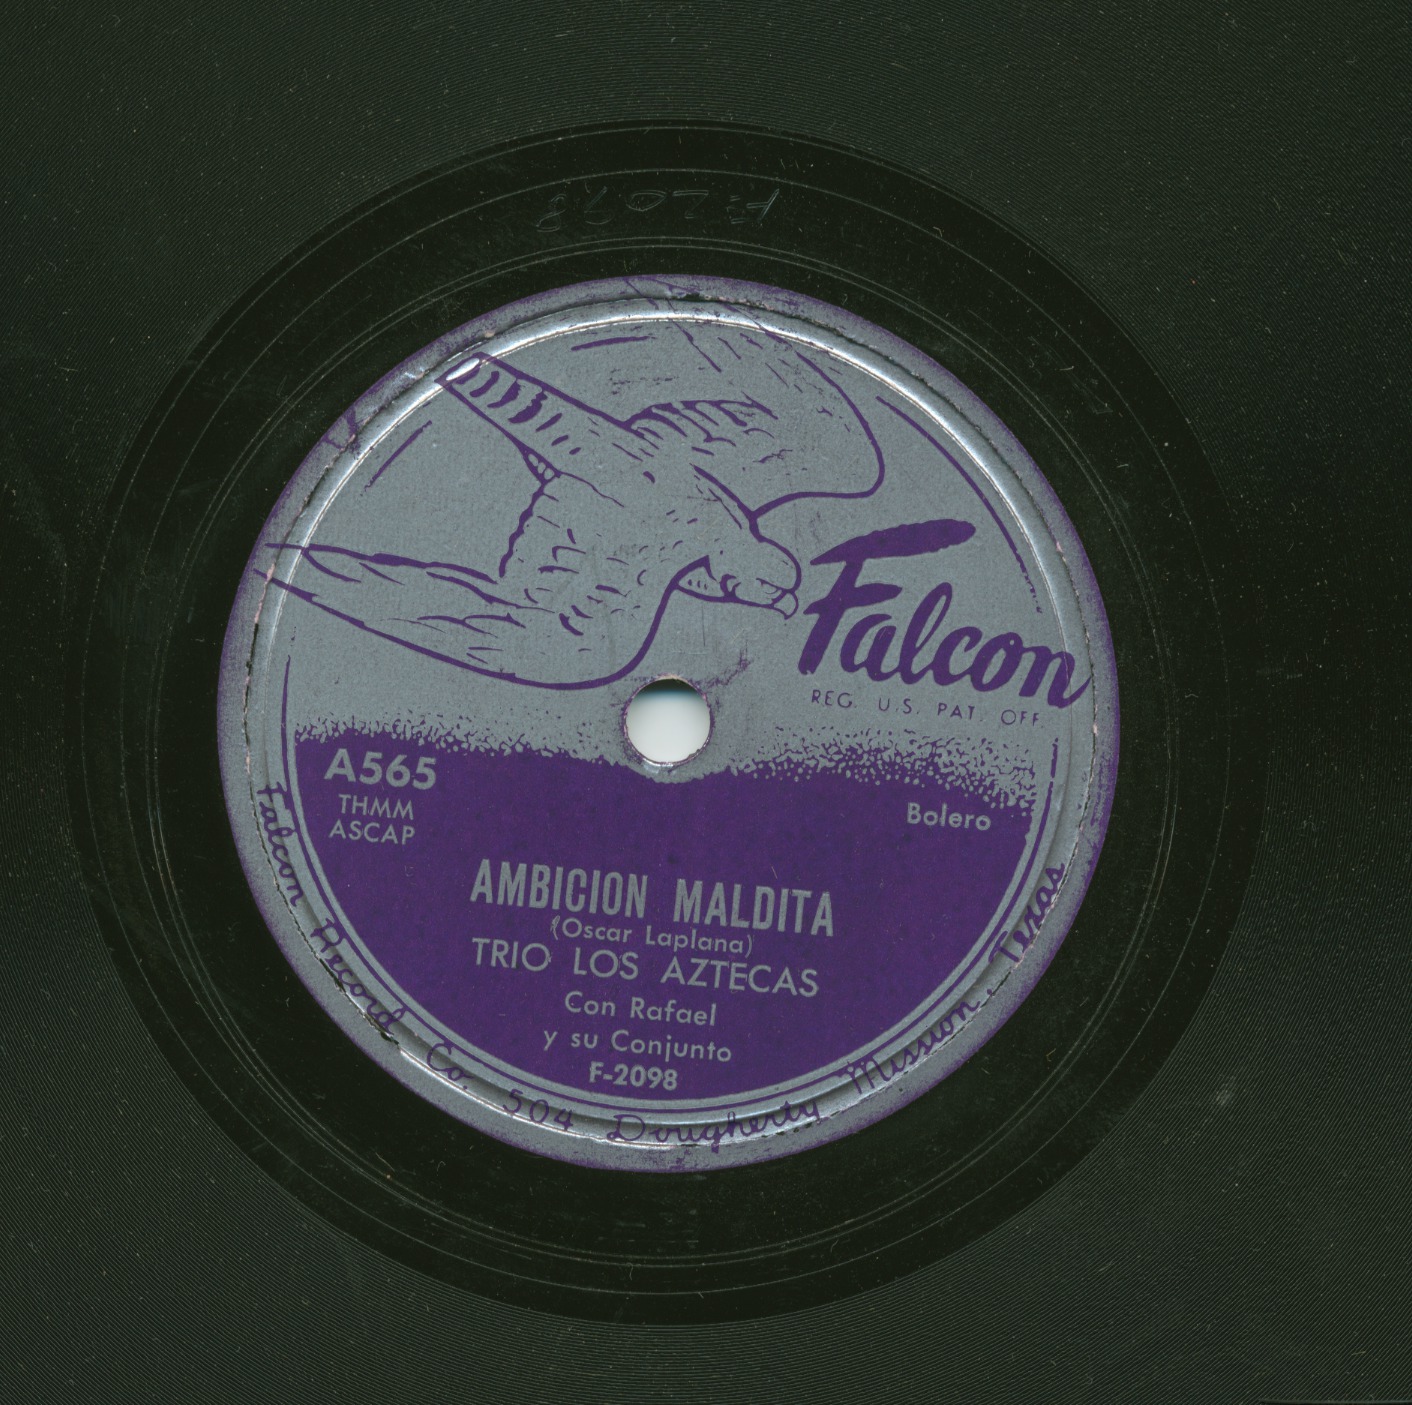 F-2098
Falcon
REG. U.S. PAT. OFF.
A565
THMM
ASCAP
Bolero
AMBICION MALDITA
(Oscar Laplana)
TRIO LOS AZTECAS
Con Rafael
y su Conjunto
F-2098
Falcon Record Co. 504 Dougherty Mission, Texas